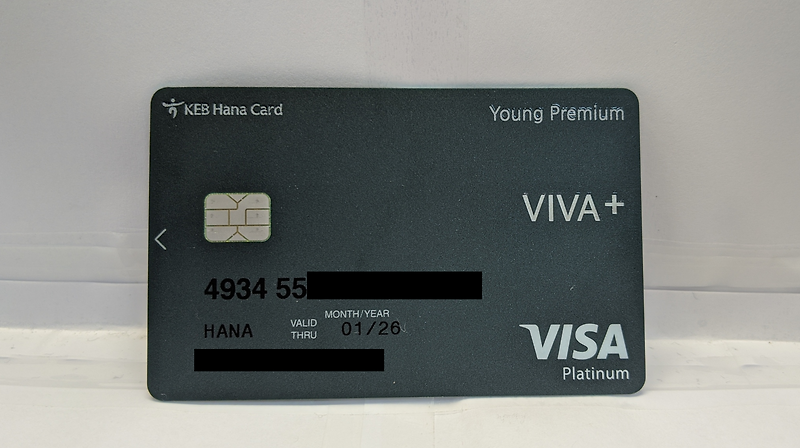 KEB Hana Card
Young Premium
VIVA+
4934 55
MONTH/YEAR
HANA VALID THRU 01/26
VISA
Platinum